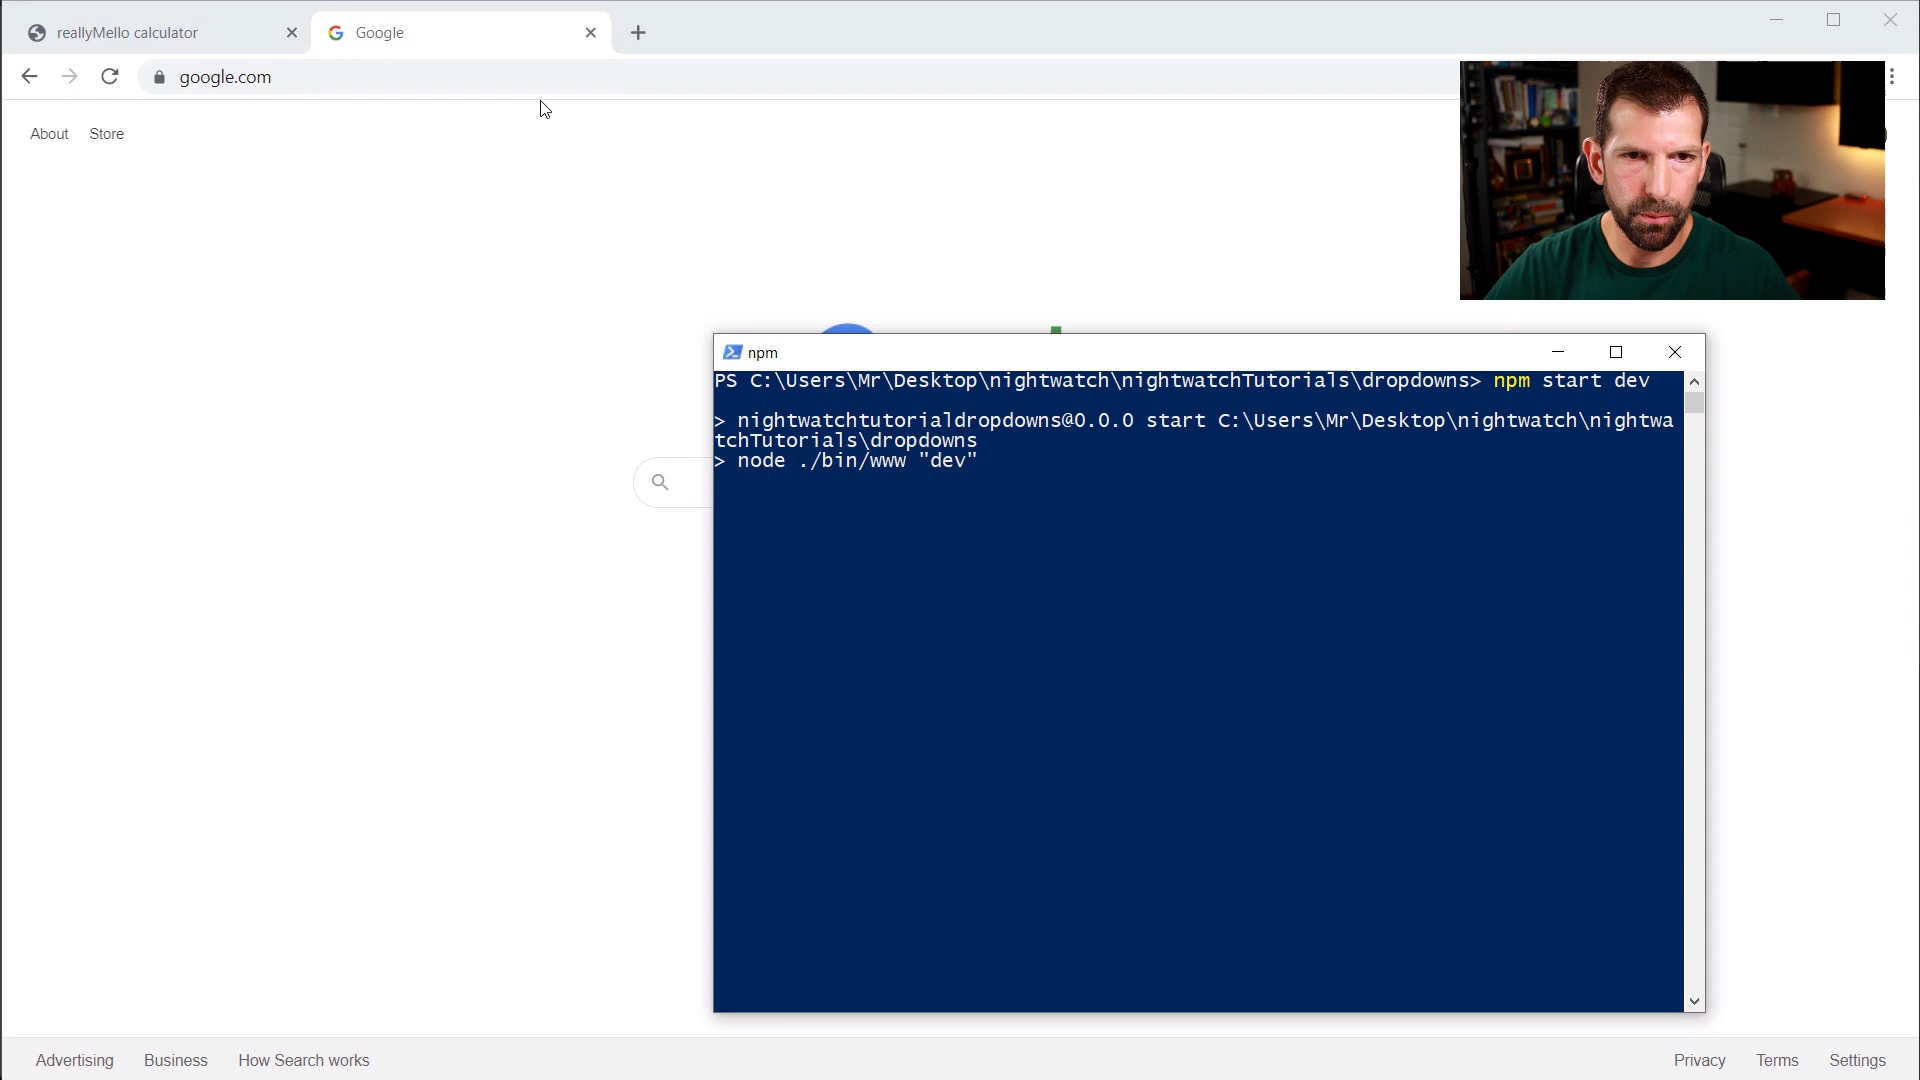 reallyMello calculator
Google
google.com
About
Store
npm
PS C:\Users\Mr\Desktop\nightwatch\nightwatchTutorials\dropdowns> npm start dev
> nightwatchtutorialdropdowns@0.0.0 start C:\Users\Mr\Desktop\nightwatch\nightwa
tchTutorials\dropdowns
> node ./bin/www "dev"
Advertising
Business
How Search works
Privacy
Terms
Settings